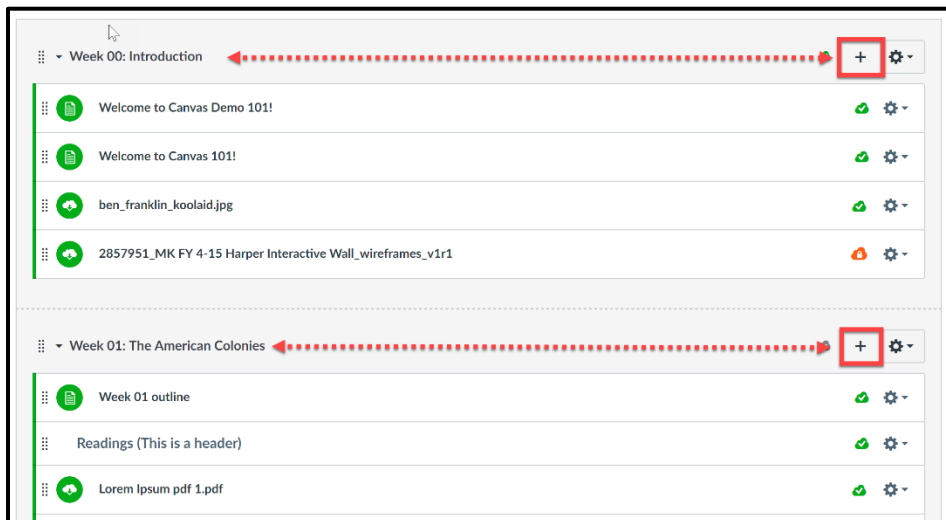 Week 00: Introduction
Welcome to Canvas Demo 101!
Welcome to Canvas 101!
ben_franklin_koolaid.jpg
2857951_MK FY 4-15 Harper Interactive Wall_wireframes_v1r1
Week 01: The American Colonies
Week 01 outline
Readings (This is a header)
Lorem Ipsum pdf 1.pdf